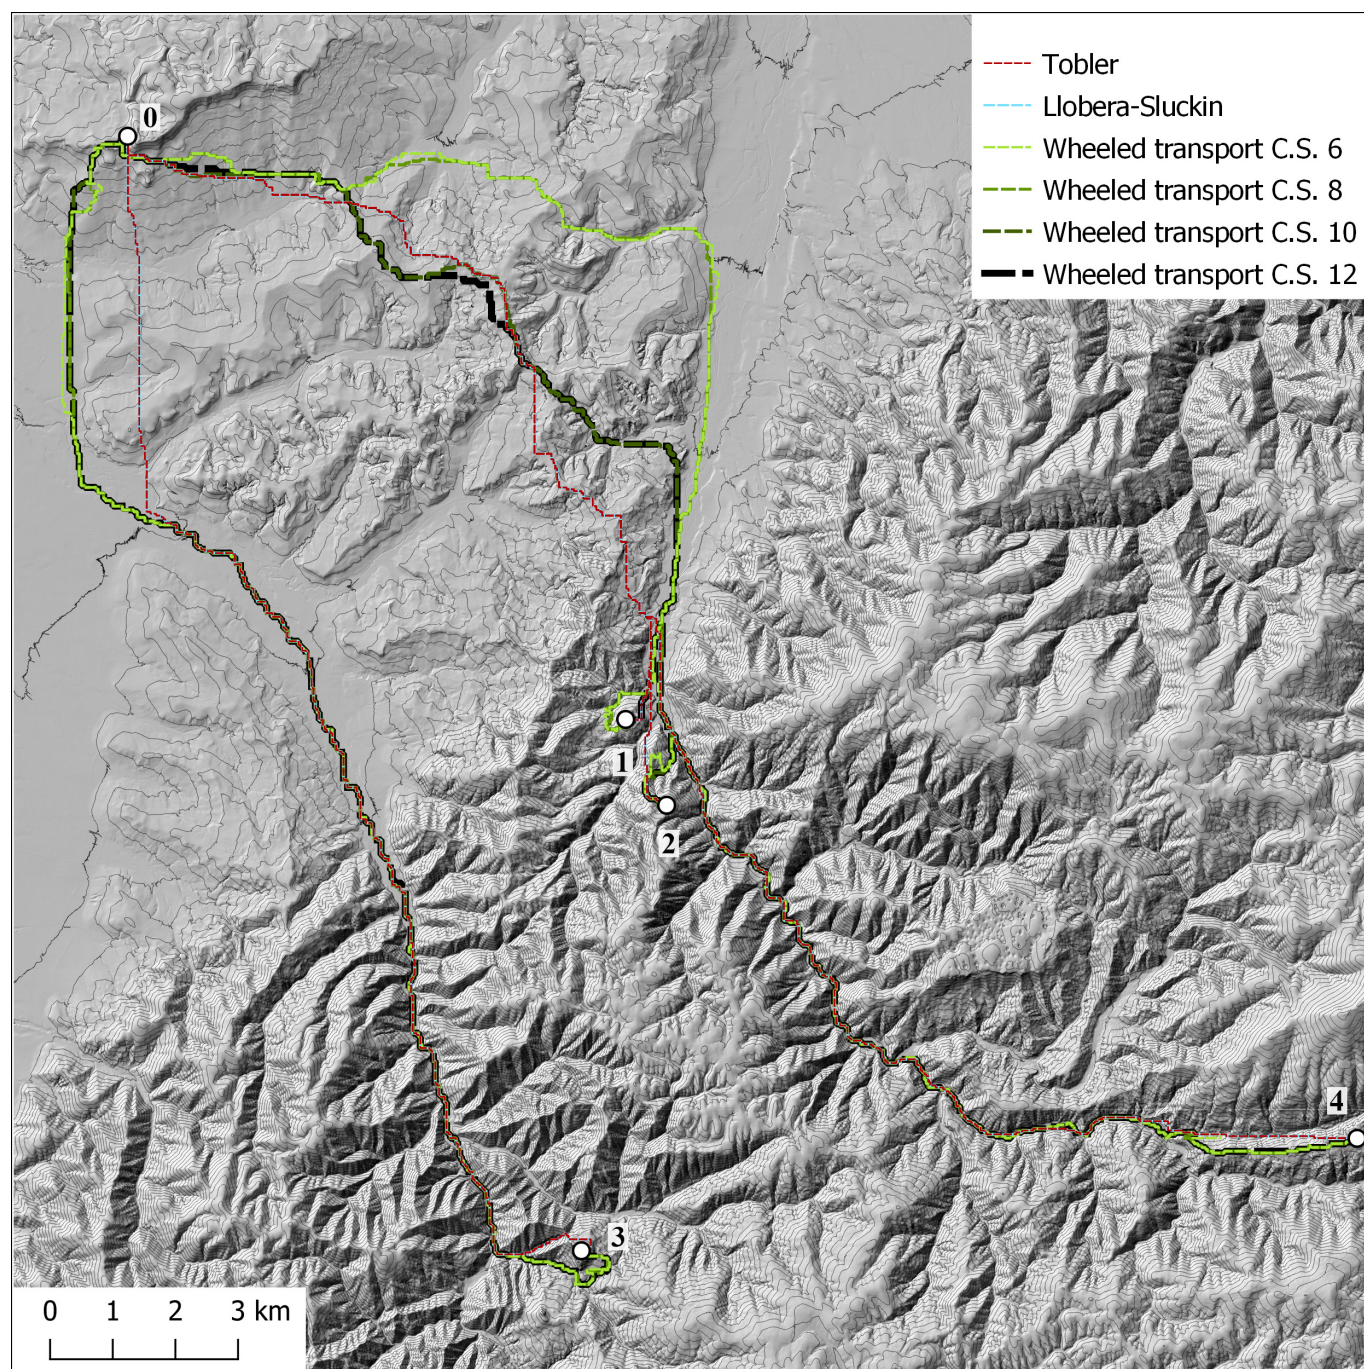 Tobler
Llobera-Sluckin
Wheeled transport C.S. 6
Wheeled transport C.S. 8
Wheeled transport C.S. 10
Wheeled transport C.S. 12
0
1
2
3
4
0 1 2 3 km